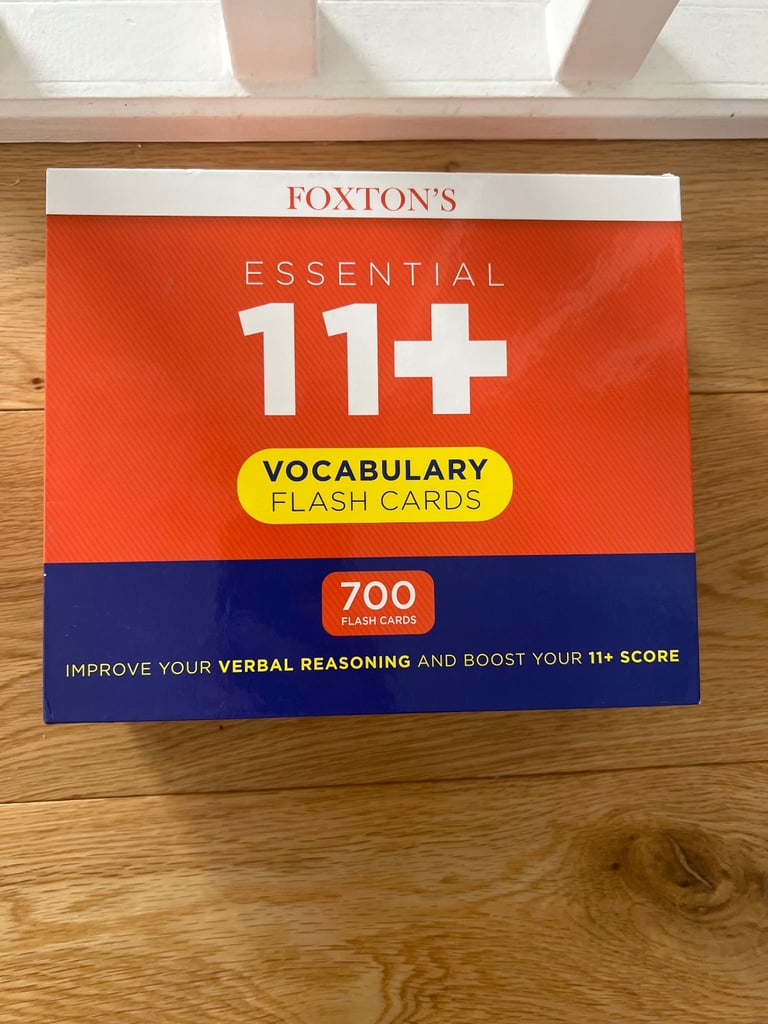 FOXTON'S
ESSENTIAL
11+
VOCABULARY
FLASH CARDS
700
FLASH CARDS
IMPROVE YOUR VERBAL REASONING AND BOOST YOUR 11+ SCORE